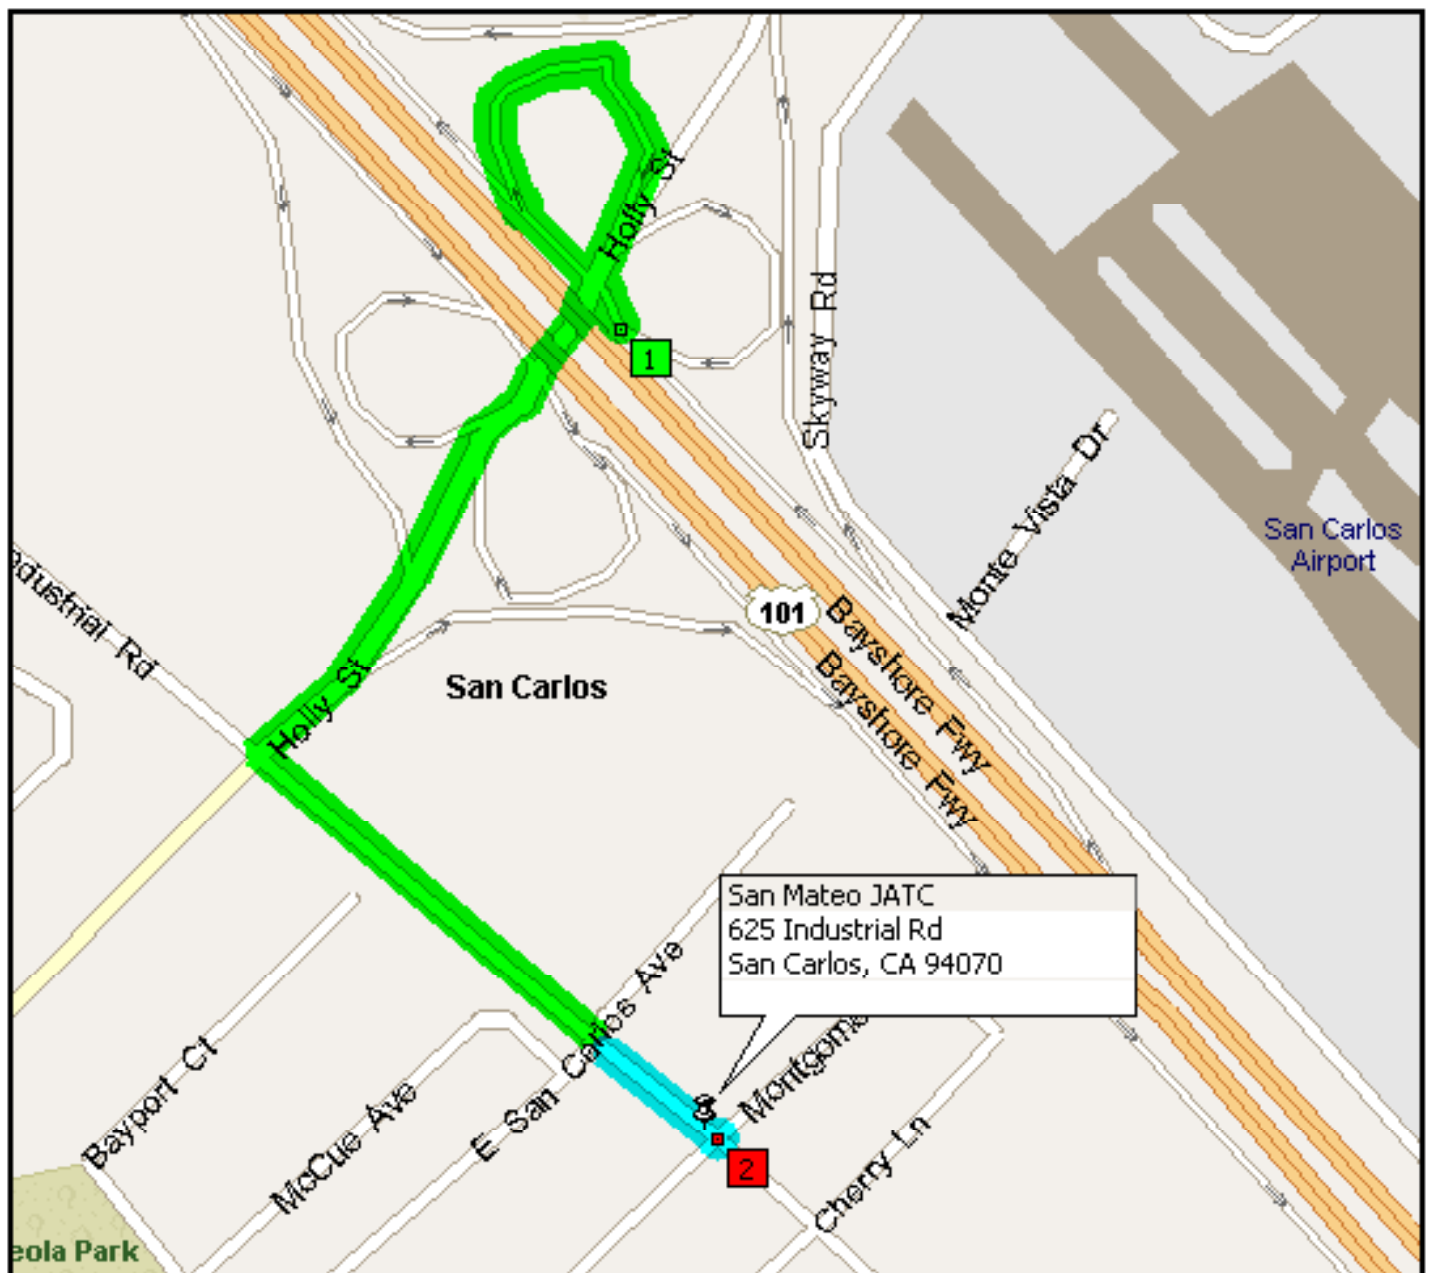 Holly St
1
Skyway Rd
Monte Vista Dr
San Carlos
Airport
dustrial Rd
101
Bayshore Fwy
Bayshore Fwy
San Carlos
Holly St
San Mateo JATC
625 Industrial Rd
San Carlos, CA 94070
E San Carlos Ave
Montgome
Bayport Ct
McCue Ave
Cherry Ln
2
eola Park